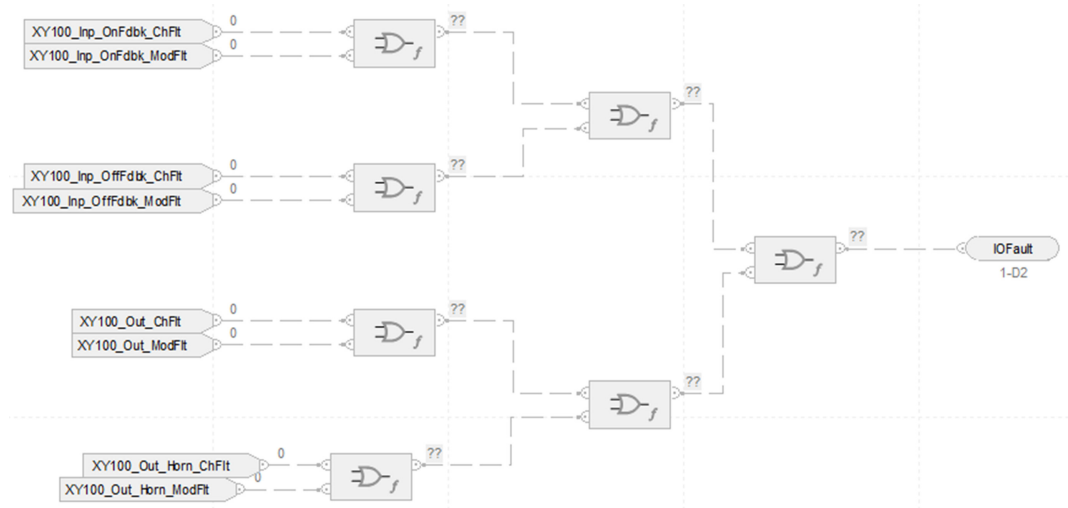 XY100_Inp_OnFdbk_ChFlt
0
??
XY100_Inp_OnFdbk_ModFlt
0
??
XY100_Inp_OffFdbk_ChFlt
0
??
XY100_Inp_OffFdbk_ModFlt
0
??
IOFault
1-D2
XY100_Out_ChFlt
0
??
XY100_Out_ModFlt
0
??
XY100_Out_Horn_ChFlt
0
??
XY100_Out_Horn_ModFlt
0